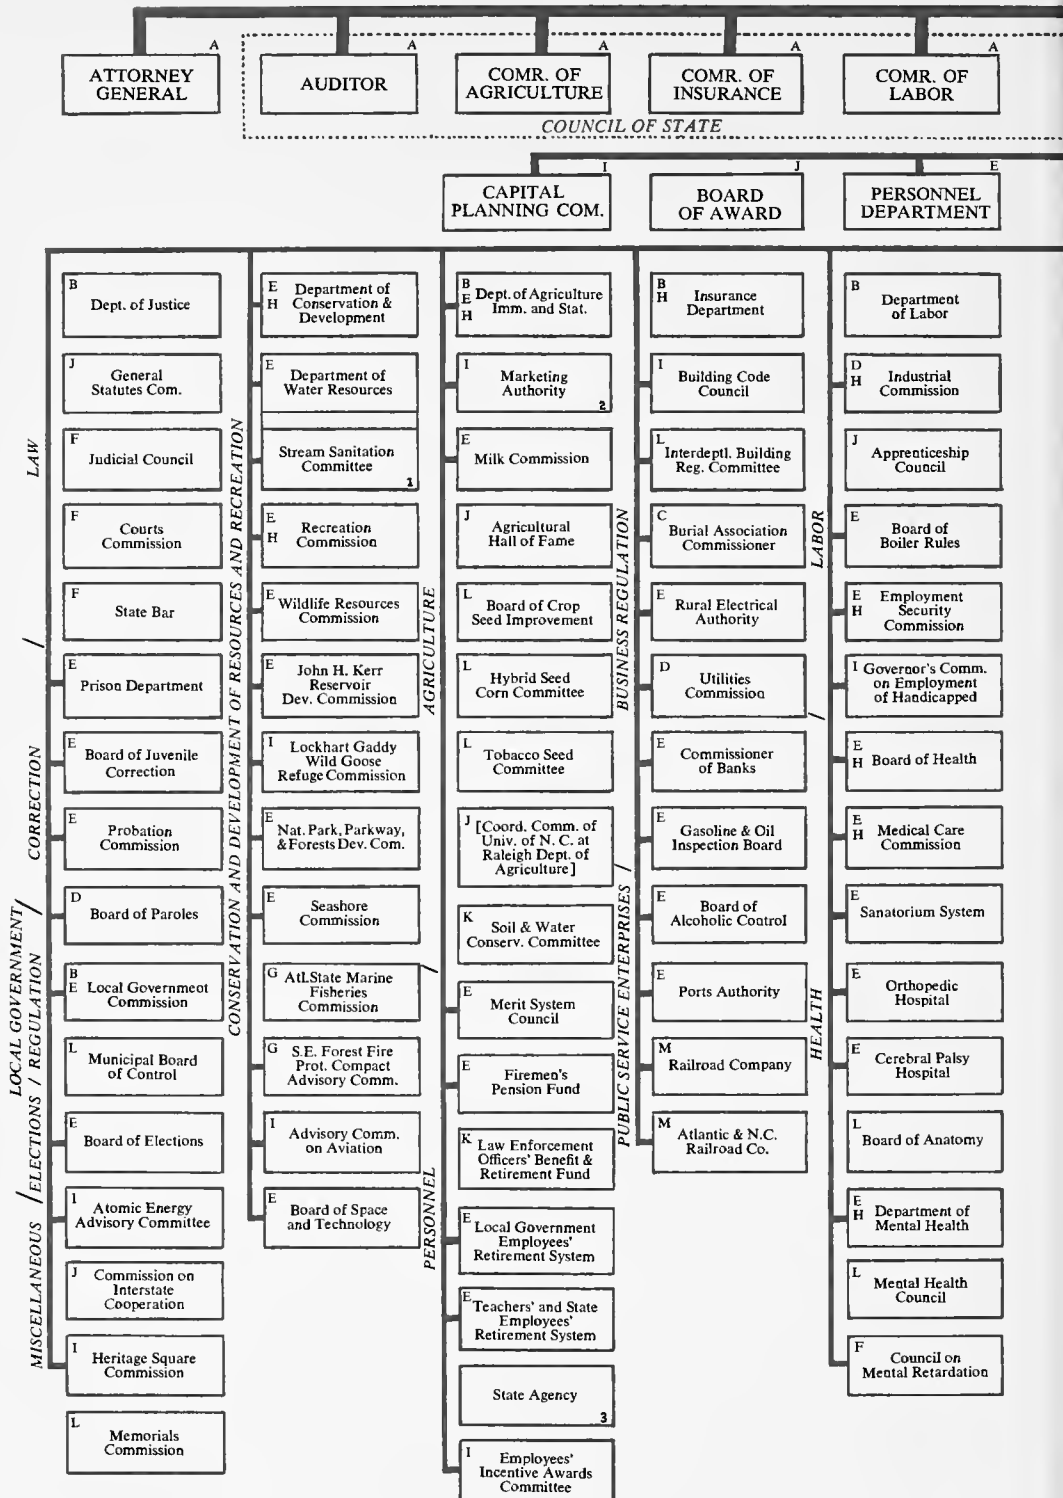 A
ATTORNEY
GENERAL
A
AUDITOR
A
COMR. OF
AGRICULTURE
A
COMR. OF
INSURANCE
A
COMR. OF
LABOR
COUNCIL OF STATE
I
CAPITAL
PLANNING COM.
J
BOARD
OF AWARD
E
PERSONNEL
DEPARTMENT
LAW
/
CORRECTION
/
LOCAL GOVERNMENT
/ELECTIONS / REGULATION /
MISCELLANEOUS
B
Dept. of Justice
J
General
Statutes Com.
F
Judicial Council
F
Courts
Commission
F
State Bar
E
Prison Department
E
Board of Juvenile
Correction
E
Probation
Commission
D
Board of Paroles
B
E Local Government
Commission
L
Municipal Board
of Control
E
Board of Elections
I
Atomic Energy
Advisory Committee
J
Commission on
Interstate
Cooperation
I
Heritage Square
Commission
L
Memorials
Commission
CONSERVATION AND DEVELOPMENT OF RESOURCES AND RECREATION
E Department of
H Conservation &
Development
E
Department of
Water Resources
Stream Sanitation
Committee
1
E
H Recreation
Commission
E
Wildlife Resources
Commission
E
John H. Kerr
Reservoir
Dev. Commission
I
Lockhart Gaddy
Wild Goose
Refuge Commission
E
Nat. Park, Parkway,
& Forests Dev. Com.
E
Seashore
Commission
G
Atl.State Marine
Fisheries
Commission
G
S.E. Forest Fire
Prot. Compact
Advisory Comm.
I
Advisory Comm.
on Aviation
E
Board of Space
and Technology
AGRICULTURE
/
PERSONNEL
B
E Dept. of Agriculture
H Imm. and Stat.
I
Marketing
Authority
2
E
Milk Commission
J
Agricultural
Hall of Fame
L
Board of Crop
Seed Improvement
L
Hybrid Seed
Corn Committee
L
Tobacco Seed
Committee
J [Coord. Comm. of
Univ. of N. C. at
Raleigh Dept. of
Agriculture]
K
Soil & Water
Conserv. Committee
E
Merit System
Council
E
Firemen's
Pension Fund
K Law Enforcement
Officers' Benefit &
Retirement Fund
E Local Government
Employees'
Retirement System
E Teachers' and State
Employees'
Retirement System
State Agency
3
I
Employees'
Incentive Awards
Committee
BUSINESS REGULATION
PUBLIC SERVICE ENTERPRISES /
B
H Insurance
Department
I
Building Code
Council
L
Interdeptl. Building
Reg. Committee
C
Burial Association
Commissioner
E
Rural Electrical
Authority
D
Utilities
Commission
E
Commissioner
of Banks
E
Gasoline & Oil
Inspection Board
E
Board of
Alcoholic Control
E
Ports Authority
M
Railroad Company
M
Atlantic & N.C.
Railroad Co.
LABOR
/
HEALTH
B
Department
of Labor
D
H Industrial
Commission
J
Apprenticeship
Council
E
Board of
Boiler Rules
E Employment
H Security
Commission
I Governor's Comm.
on Employment
of Handicapped
E
H Board of Health
E
H Medical Care
Commission
E
Sanatorium System
E
Orthopedic
Hospital
E
Cerebral Palsy
Hospital
L
Board of Anatomy
E
H Department of
Mental Health
L
Mental Health
Council
F
Council on
Mental Retardation